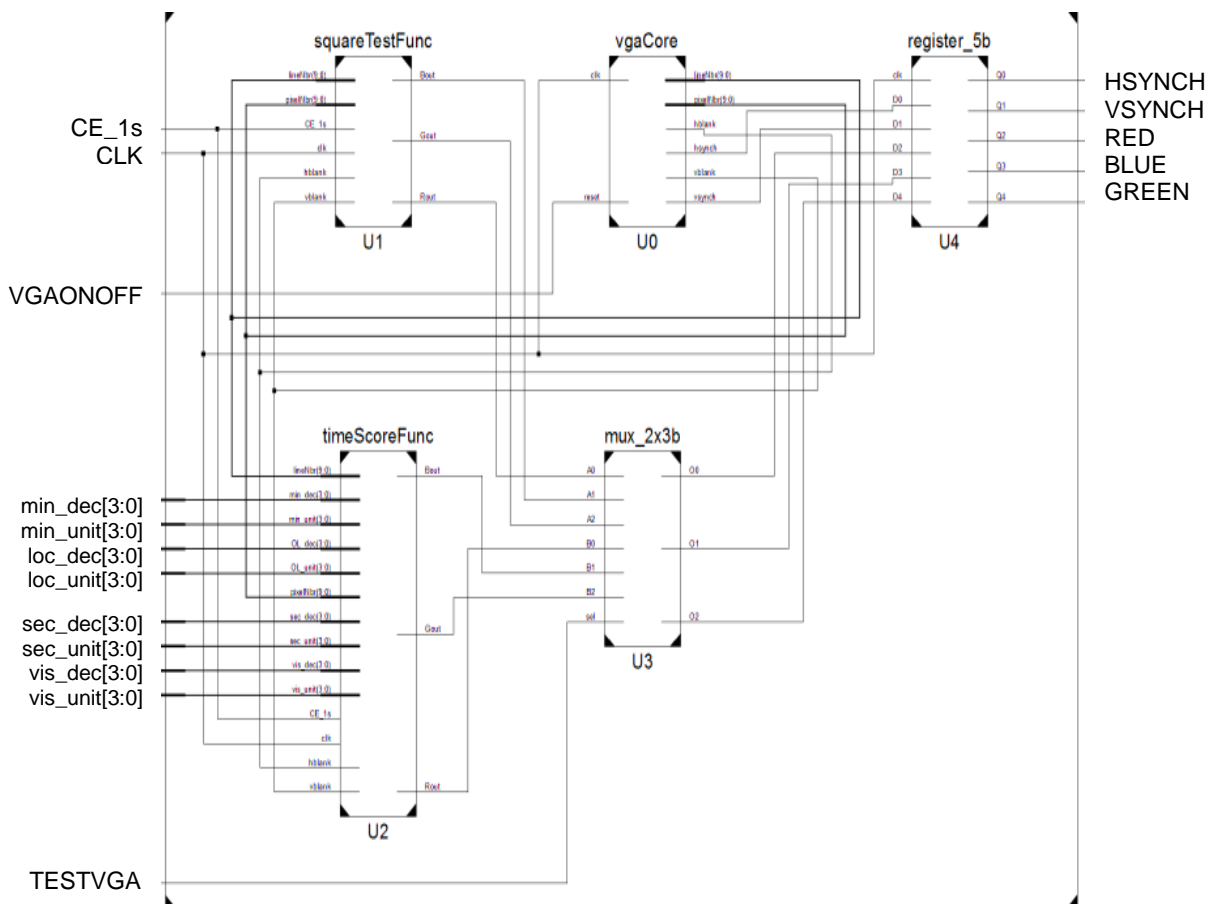 squareTestFunc
lineNbr(9:0)
pixelNbr(9:0)
CE_1s
clk
hblank
vblank
Bout
Gout
Rout
U1
vgaCore
clk
reset
lineNbr(9:0)
pixelNbr(9:0)
hblank
hsynch
vblank
vsynch
U0
register_5b
clk
D0
D1
D2
D3
D4
Q0
Q1
Q2
Q3
Q4
U4
HSYNCH
VSYNCH
RED
BLUE
GREEN
CE_1s
CLK
VGAONOFF
timeScoreFunc
lineNbr(9:0)
min_dec(3:0)
min_unit(3:0)
OL_dec(3:0)
OL_unit(3:0)
pixelNbr(9:0)
sec_dec(3:0)
sec_unit(3:0)
vis_dec(3:0)
vis_unit(3:0)
CE_1s
clk
hblank
vblank
Bout
Gout
Rout
U2
mux_2x3b
A0
A1
A2
B0
B1
B2
sel
O0
O1
O2
U3
min_dec[3:0]
min_unit[3:0]
loc_dec[3:0]
loc_unit[3:0]
sec_dec[3:0]
sec_unit[3:0]
vis_dec[3:0]
vis_unit[3:0]
TESTVGA